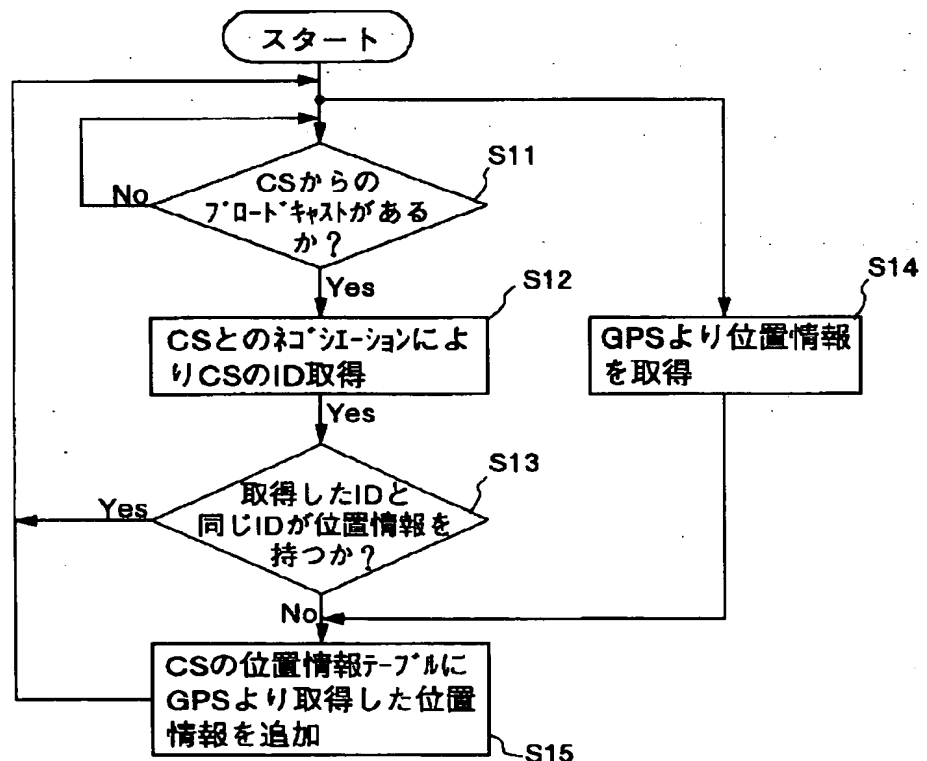 スタート
S11
CSからの
ﾌﾞﾛｰﾄﾞｷｬｽﾄがある
か？
No
Yes
S12
CSとのﾈｺﾞｼｴｰｼｮﾝによ
りCSのID取得
S14
GPSより位置情報
を取得
Yes
S13
取得したIDと
同じIDが位置情報を
持つか？
Yes
No
CSの位置情報ﾃｰﾌﾞﾙに
GPSより取得した位置
情報を追加
S15